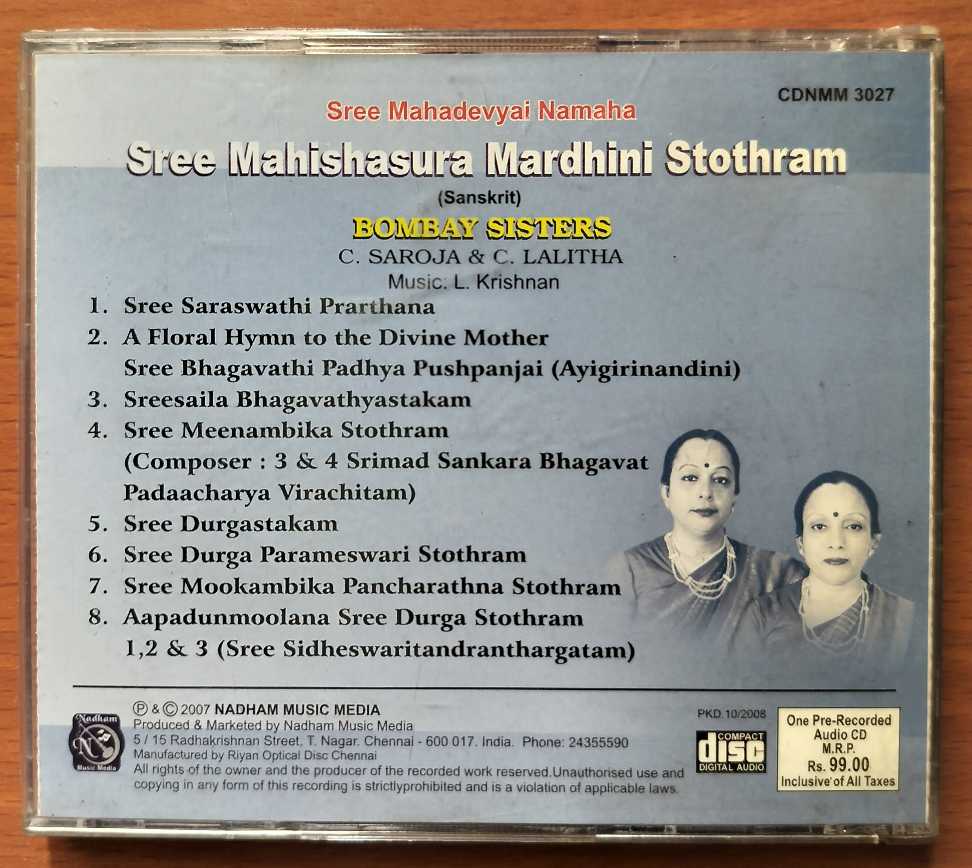 CDNMM 3027
Sree Mahadevyai Namaha
Sree Mahishasura Mardhini Stothram
(Sanskrit)
BOMBAY SISTERS
C. SAROJA & C. LALITHA
Music: L. Krishnan
1. Sree Saraswathi Prarthana
2. A Floral Hymn to the Divine Mother
Sree Bhagavathi Padhya Pushpanjai (Ayigirinandini)
3. Sreesaila Bhagavathyastakam
4. Sree Meenambika Stothram
(Composer : 3 & 4 Srimad Sankara Bhagavat
Padaacharya Virachitam)
5. Sree Durgastakam
6. Sree Durga Parameswari Stothram
7. Sree Mookambika Pancharathna Stothram
8. Aapadunmoolana Sree Durga Stothram
1,2 & 3 (Sree Sidheswaritandranthargatam)
Nadham
N
Music Media
℗ & © 2007 NADHAM MUSIC MEDIA
Produced & Marketed by Nadham Music Media
5 / 15 Radhakrishnan Street, T. Nagar. Chennai - 600 017. India. Phone: 24355590
Manufactured by Riyan Optical Disc Chennai
All rights of the owner and the producer of the recorded work reserved.Unauthorised use and
copying in any form of this recording is strictlyprohibited and is a violation of applicable laws.
PKD.10/2008
COMPACT
disc
DIGITAL AUDIO
One Pre-Recorded
Audio CD
M.R.P.
Rs. 99.00
Inclusive of All Taxes